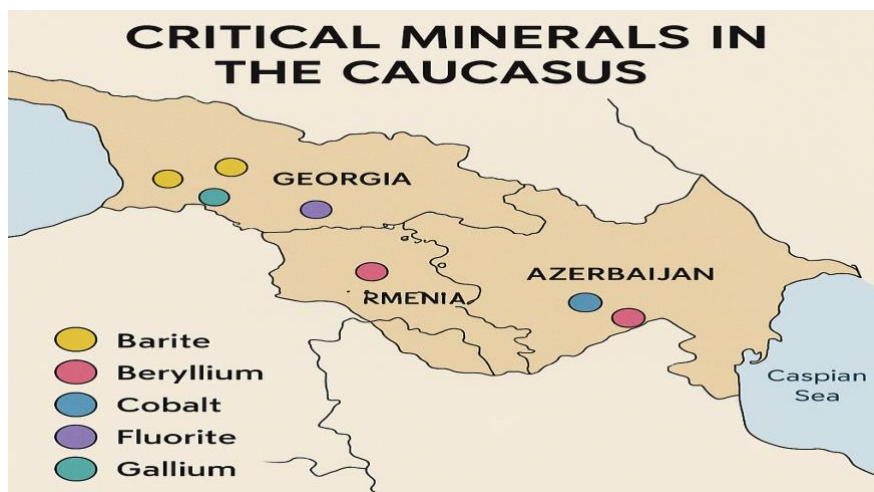 CRITICAL MINERALS IN
THE CAUCASUS
GEORGIA
AZERBAIJAN
RMENIA
Barite
Beryllium
Cobalt
Fluorite
Gallium
Caspian
Sea